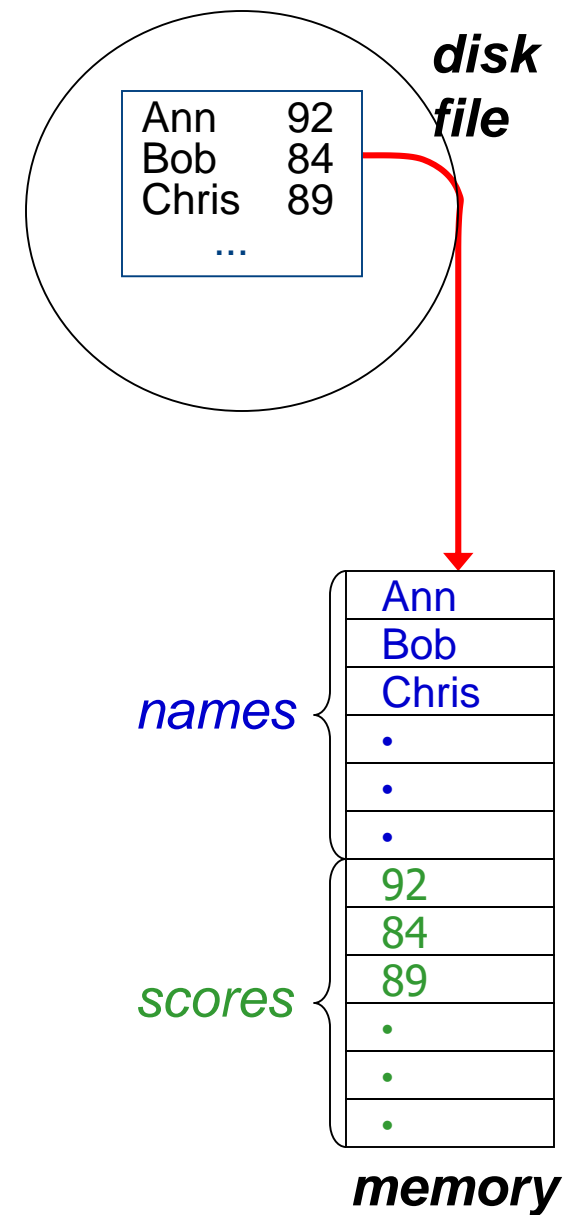 disk
file
Ann 92
Bob 84
Chris 89
...
names
Ann
Bob
Chris
•
•
•
scores
92
84
89
•
•
•
memory